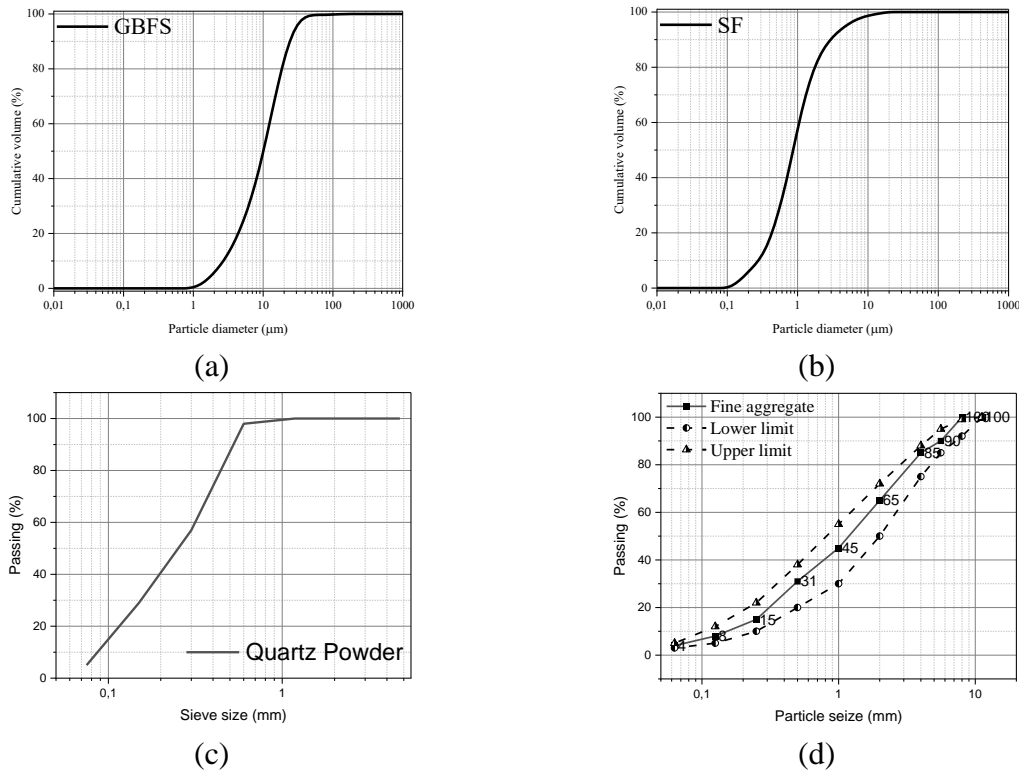 GBFS
100
80
60
40
20
0
Cumulative volume (%)
0,01
0,1
1
10
100
1000
Particle diameter (μm)
(a)
SF
100
80
60
40
20
0
Cumulative volume (%)
0,01
0,1
1
10
100
1000
Particle diameter (μm)
(b)
100
80
60
40
20
0
Passing (%)
Quartz Powder
0,1
1
Sieve size (mm)
(c)
Fine aggregate
Lower limit
Upper limit
100
80
60
40
20
0
Passing (%)
4
8
15
31
45
65
85
90
100
100
0,1
1
10
Particle seize (mm)
(d)